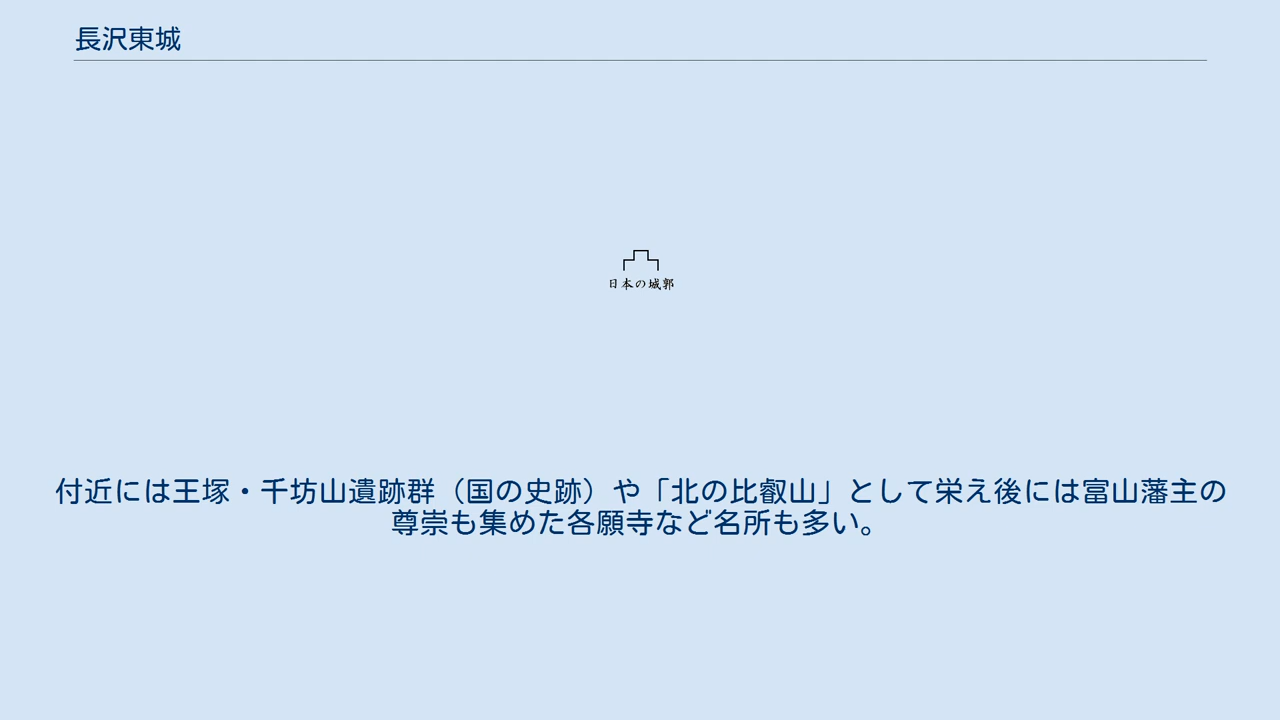 長沢東城
日本の城郭
付近には王塚・千坊山遺跡群（国の史跡）や「北の比叡山」として栄え後には富山藩主の
尊崇も集めた各願寺など名所も多い。